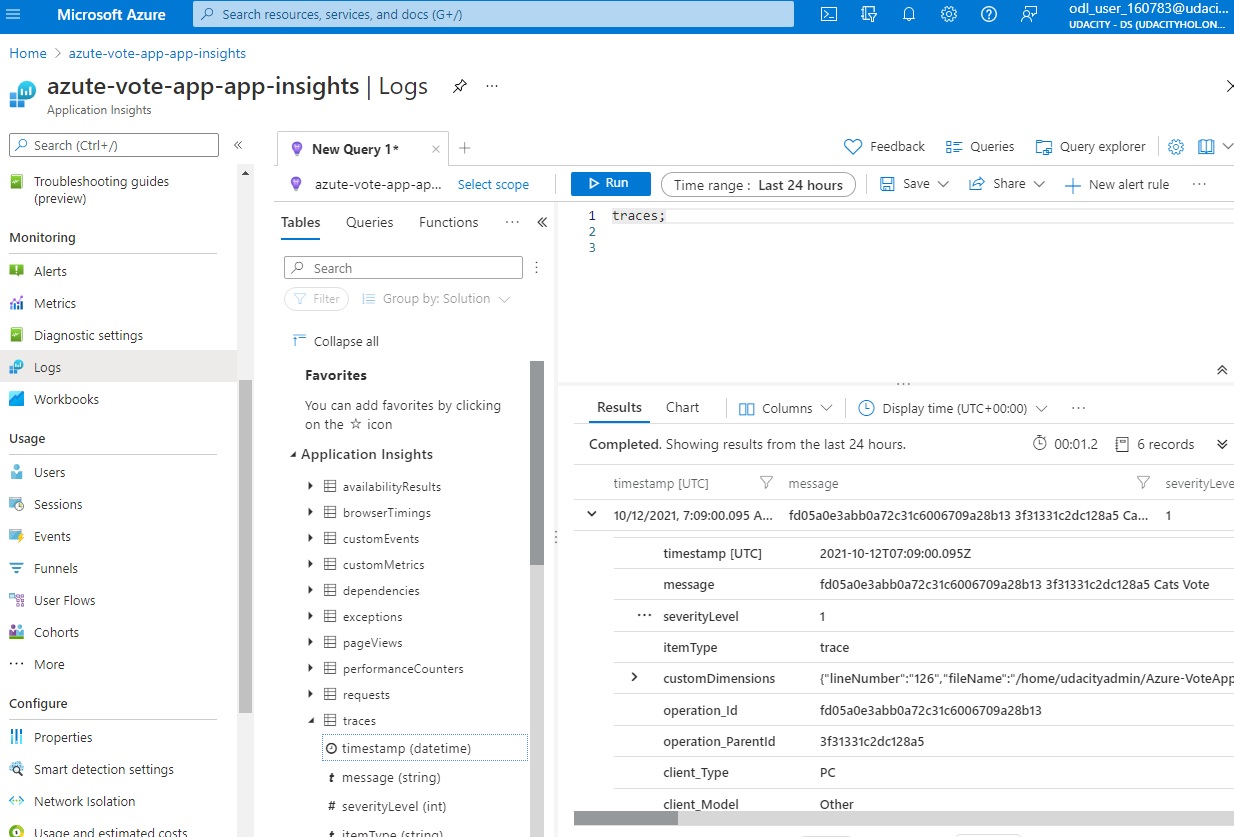 Microsoft Azure
Search resources, services, and docs (G+/)
odl_user_160783@udaci...
UDACITY - DS (UDACITYHOL.ON...
Home > azute-vote-app-app-insights
azute-vote-app-app-insights | Logs
Application Insights
Search (Ctrl+/)
Troubleshooting guides
(preview)
Monitoring
Alerts
Metrics
Diagnostic settings
Logs
Workbooks
Usage
Users
Sessions
Events
Funnels
User Flows
Cohorts
More
Configure
Properties
Smart detection settings
Network Isolation
Usage and estimated costs
New Query 1*
Feedback
Queries
Query explorer
azute-vote-app-ap...
Select scope
Run
Time range : Last 24 hours
Save
Share
New alert rule
Tables
Queries
Functions
Search
Filter
Group by: Solution
Collapse all
Favorites
You can add favorites by clicking
on the ☆ icon
Application Insights
availabilityResults
browserTimings
customEvents
customMetrics
dependencies
exceptions
pageViews
performanceCounters
requests
traces
timestamp (datetime)
t message (string)
# severityLevel (int)
t itemType (string)
1 traces;
2
3
Results
Chart
Columns
Display time (UTC+00:00)
Completed. Showing results from the last 24 hours.
00:01.2
6 records
timestamp [UTC]
message
severityLeve
10/12/2021, 7:09:00.095 A...
fd05a0e3abb0a72c31c6006709a28b13 3f31331c2dc128a5 Ca...
1
timestamp [UTC] 2021-10-12T07:09:00.095Z
message fd05a0e3abb0a72c31c6006709a28b13 3f31331c2dc128a5 Cats Vote
severityLevel 1
itemType trace
customDimensions {"lineNumber":"126","fileName":"/home/udacityadmin/Azure-VoteApp
operation_Id fd05a0e3abb0a72c31c6006709a28b13
operation_ParentId 3f31331c2dc128a5
client_Type PC
client_Model Other